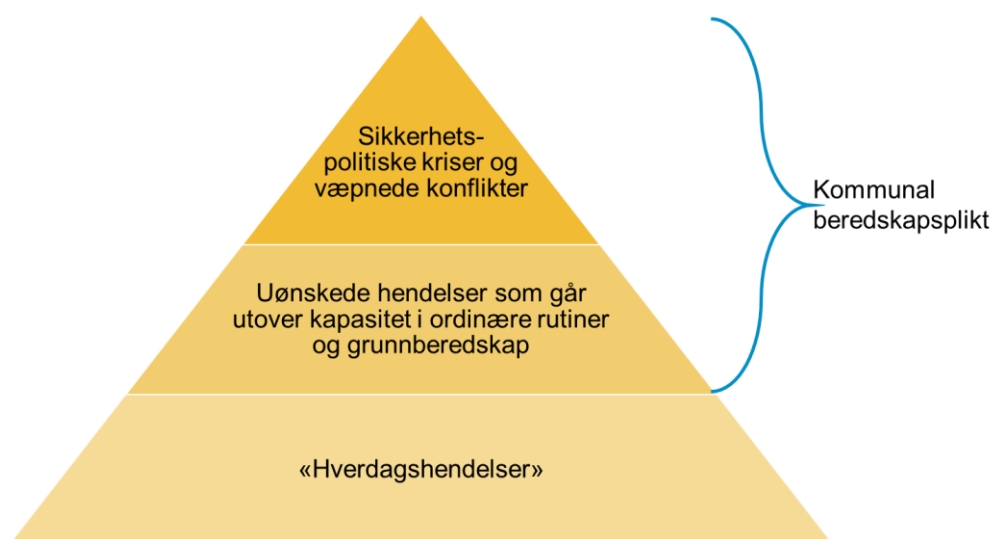 Sikkerhets-
politiske kriser og
væpnede konflikter
Kommunal
beredskapsplikt
Uønskede hendelser som går
utover kapasitet i ordinære rutiner
og grunnberedskap
«Hverdagshendelser»